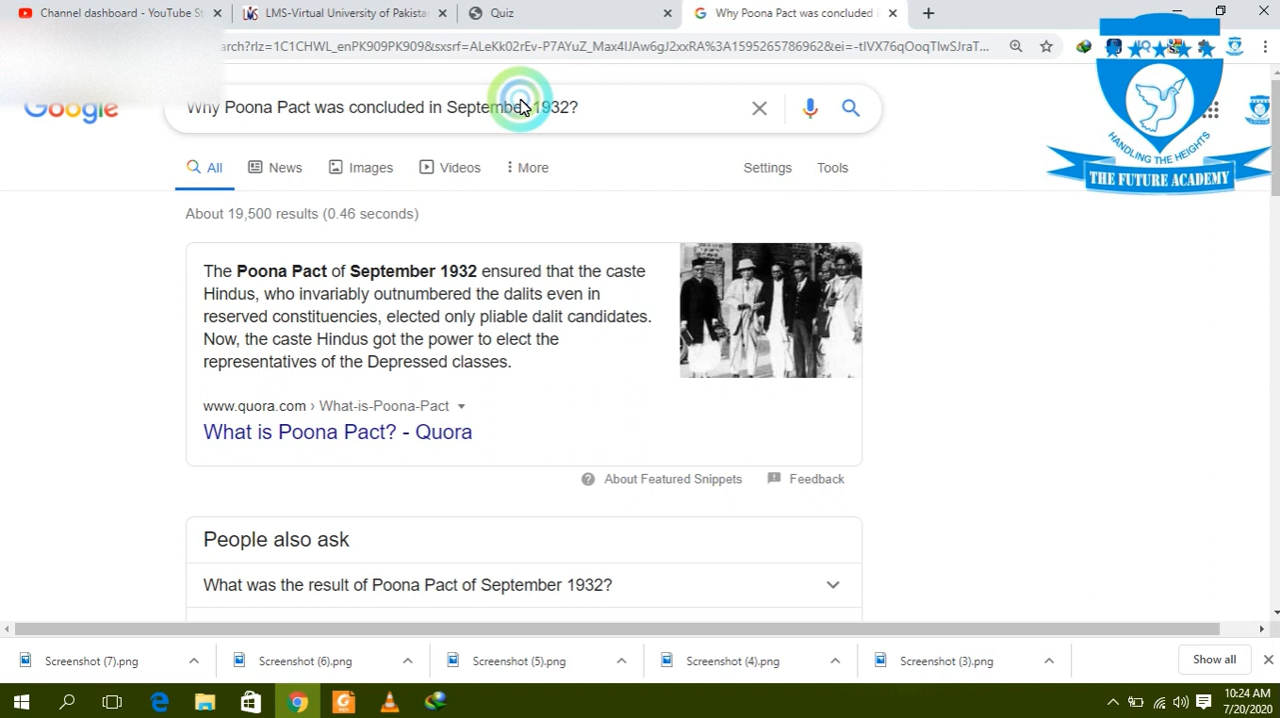 Channel dashboard - YouTube St
LMS-Virtual University of Pakista
Quiz
Why Poona Pact was concluded i
Google
Why Poona Pact was concluded in September 1932?
All
News
Images
Videos
More
Settings
Tools
HANDLING THE HEIGHTS
THE FUTURE ACADEMY
About 19,500 results (0.46 seconds)
The Poona Pact of September 1932 ensured that the caste
Hindus, who invariably outnumbered the dalits even in
reserved constituencies, elected only pliable dalit candidates.
Now, the caste Hindus got the power to elect the
representatives of the Depressed classes.
www.quora.com › What-is-Poona-Pact
What is Poona Pact? - Quora
About Featured Snippets
Feedback
People also ask
What was the result of Poona Pact of September 1932?
Screenshot (7).png
Screenshot (6).png
Screenshot (5).png
Screenshot (4).png
Screenshot (3).png
Show all
10:24 AM
7/20/2020